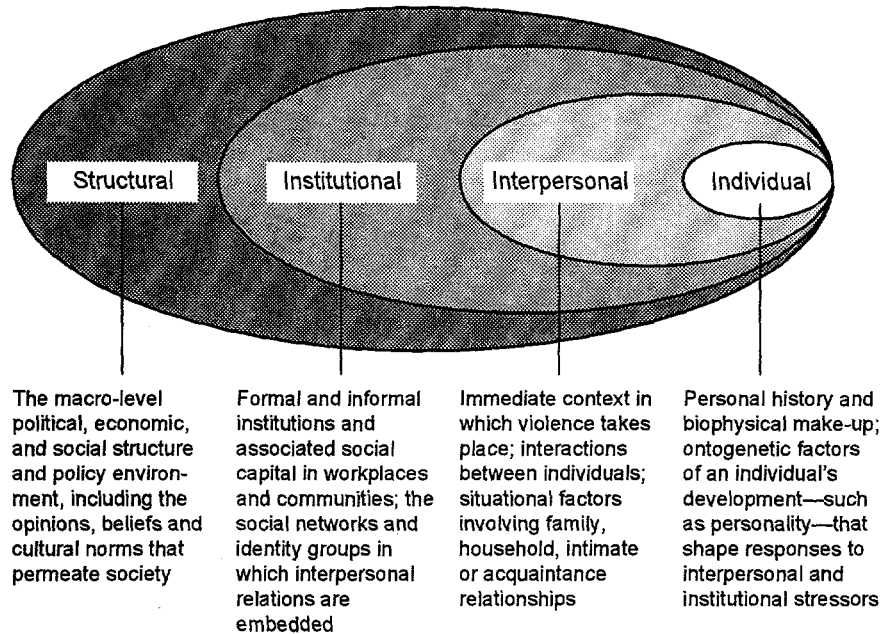 Structural
Institutional
Interpersonal
Individual
The macro-level
political, economic,
and social structure
and policy environ-
ment, including the
opinions, beliefs and
cultural norms that
permeate society
Formal and informal
institutions and
associated social
capital in workplaces
and communities; the
social networks and
identity groups in
which interpersonal
relations are
embedded
Immediate context in
which violence takes
place; interactions
between individuals;
situational factors
involving family,
household, intimate
or acquaintance
relationships
Personal history and
biophysical make-up;
ontogenetic factors
of an individual's
development—such
as personality—that
shape responses to
interpersonal and
institutional stressors